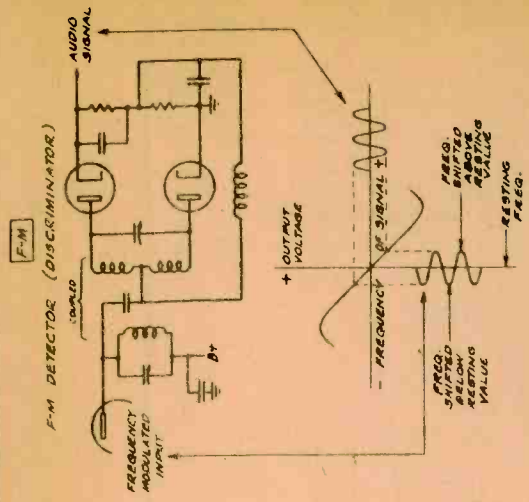 F-M
F-M DETECTOR (DISCRIMINATOR)
COUPLED
AUDIO
SIGNAL
B+
FREQUENCY
MODULATED
INPUT
+ OUTPUT
VOLTAGE
- FREQUENCY OF SIGNAL +
FREQ.
SHIFTED
BELOW
RESTING
VALUE
FREQ.
SHIFTED
ABOVE
RESTING
VALUE
RESTING
FREQ.